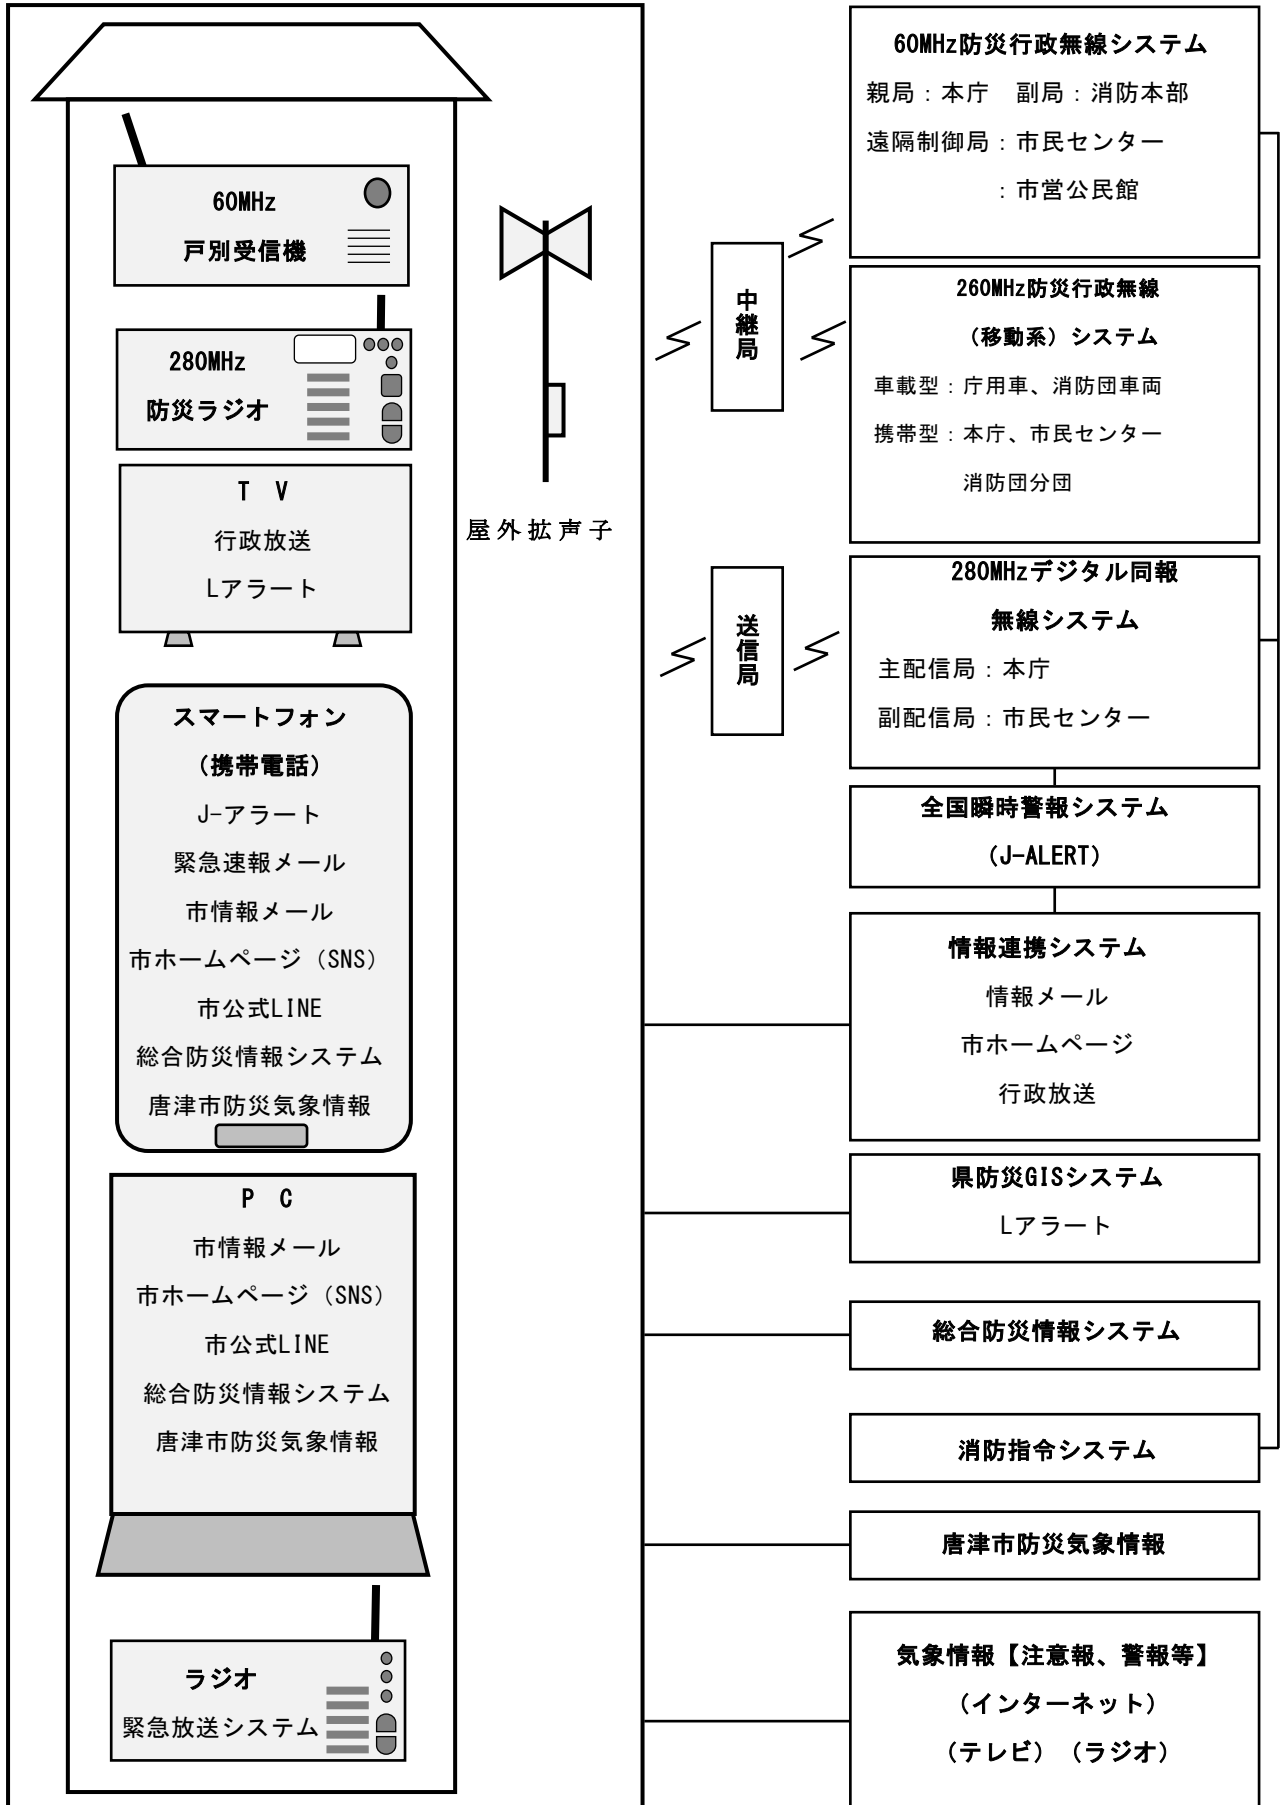 60MHz
戸別受信機
280MHz
防災ラジオ
T V
行政放送
Lアラート
スマートフォン
（携帯電話）
J-アラート
緊急速報メール
市情報メール
市ホームページ（SNS）
市公式LINE
総合防災情報システム
唐津市防災気象情報
P C
市情報メール
市ホームページ（SNS）
市公式LINE
総合防災情報システム
唐津市防災気象情報
ラジオ
緊急放送システム
屋外拡声子
中継局
送信局
60MHz防災行政無線システム
親局：本庁　副局：消防本部
遠隔制御局：市民センター
：市営公民館
260MHz防災行政無線
（移動系）システム
車載型：庁用車、消防団車両
携帯型：本庁、市民センター
消防団分団
280MHzデジタル同報
無線システム
主配信局：本庁
副配信局：市民センター
全国瞬時警報システム
（J-ALERT）
情報連携システム
情報メール
市ホームページ
行政放送
県防災GISシステム
Lアラート
総合防災情報システム
消防指令システム
唐津市防災気象情報
気象情報【注意報、警報等】
（インターネット）
（テレビ）（ラジオ）